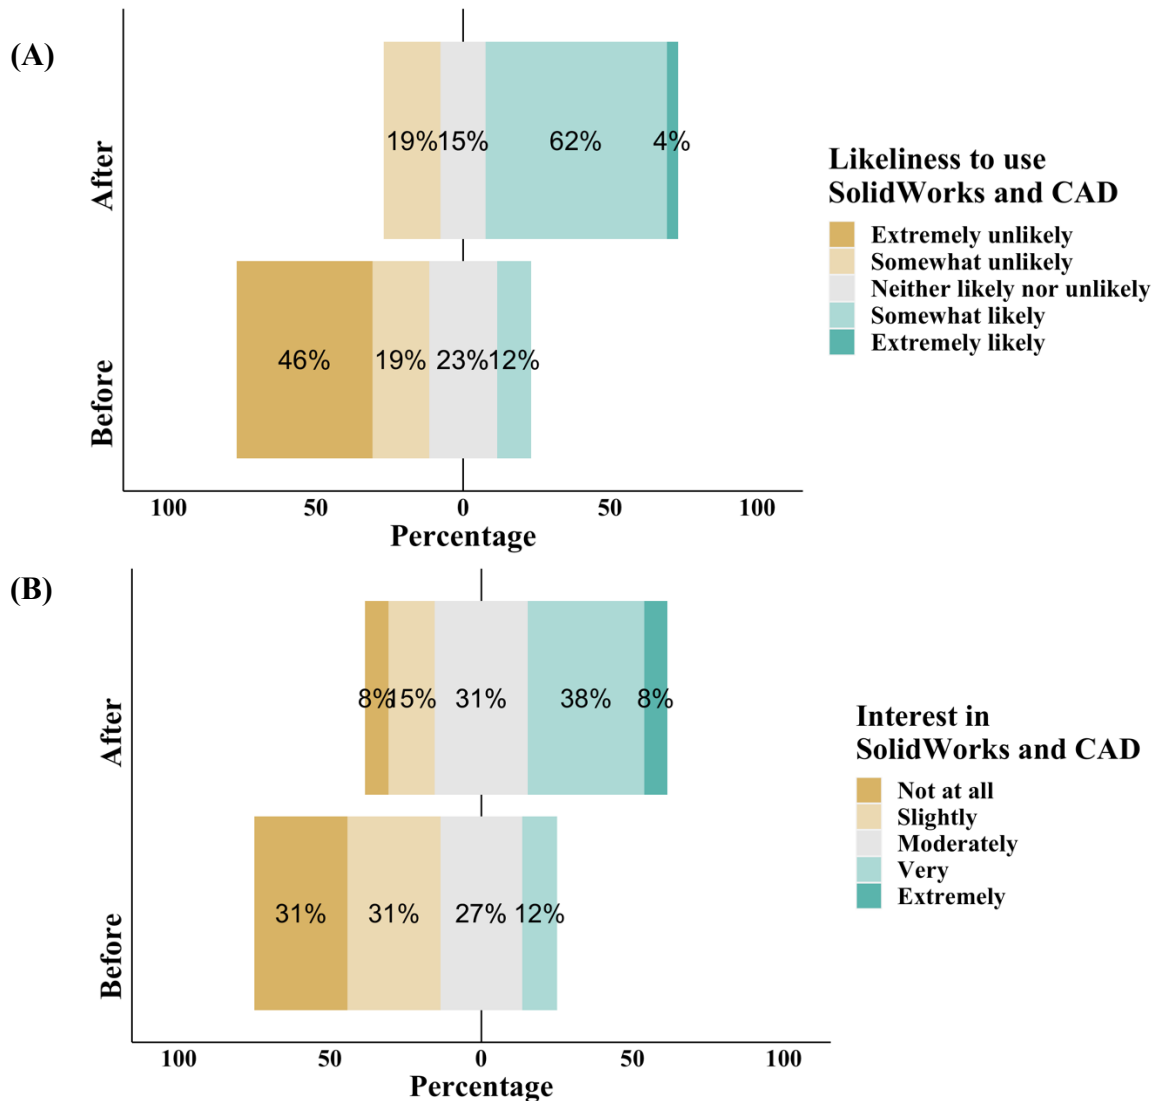 (A)
After
19% 15% 62% 4%
Before
46% 19% 23% 12%
100 50 0 50 100
Percentage
Likeliness to use
SolidWorks and CAD
Extremely unlikely
Somewhat unlikely
Neither likely nor unlikely
Somewhat likely
Extremely likely
(B)
After
8% 15% 31% 38% 8%
Before
31% 31% 27% 12%
100 50 0 50 100
Percentage
Interest in
SolidWorks and CAD
Not at all
Slightly
Moderately
Very
Extremely